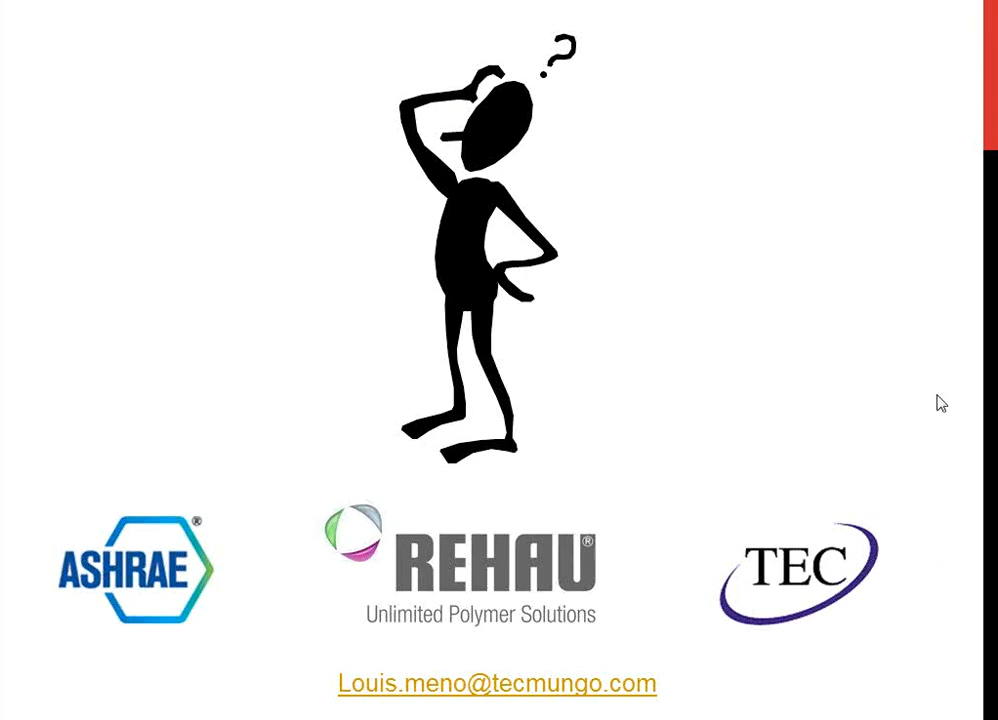 ?
ASHRAE®
REHAU®
Unlimited Polymer Solutions
TEC
Louis.meno@tecmungo.com